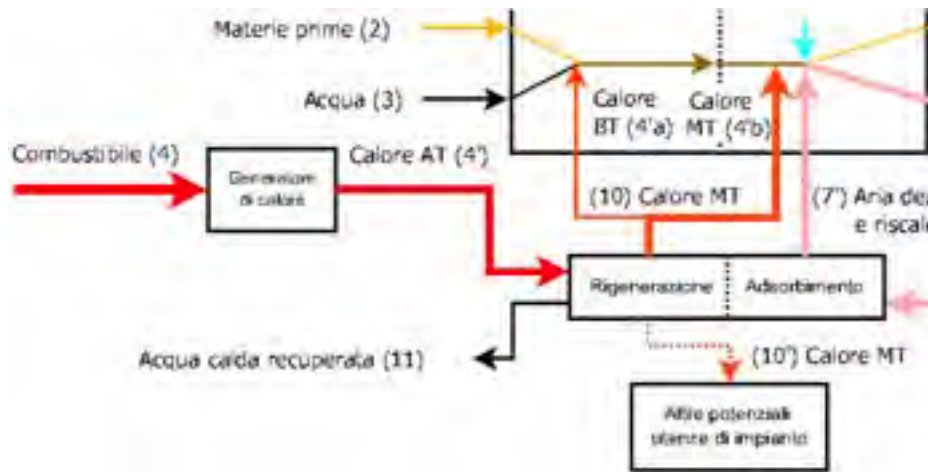 Materie prime (2)
Acqua (3)
Calore
BT (4'a)
Calore
MT (4'b)
Combustibile (4)
Generatore
di calore
Calore AT (4')
(10) Calore MT
(7') Aria
e
Rigenerazione
Adsorbimento
Acqua calda recuperata (11)
(10') Calore MT
Altre potenziali
utenze di impianto